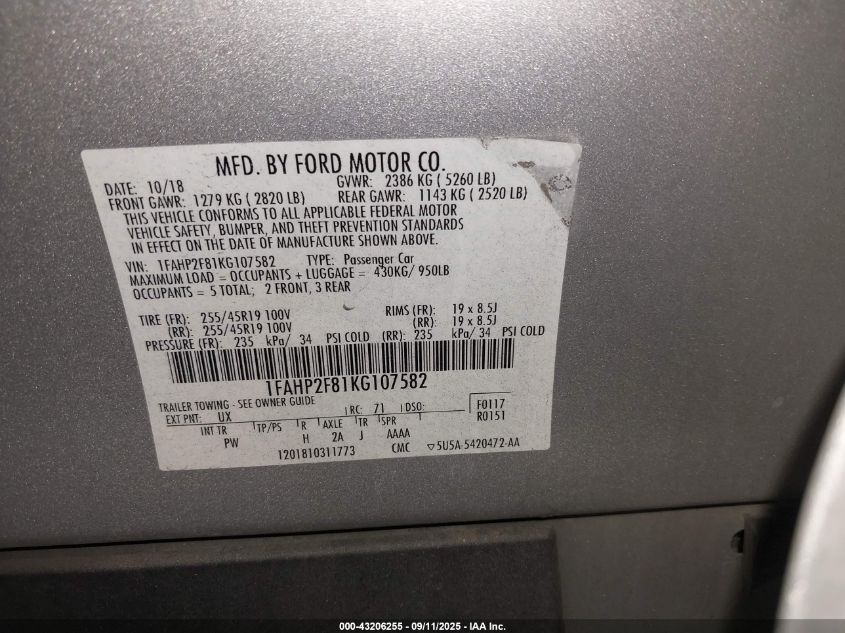 MFD. BY FORD MOTOR CO.
DATE: 10/18 GVWR: 2386 KG ( 5260 LB)
FRONT GAWR: 1279 KG ( 2820 LB) REAR GAWR: 1143 KG ( 2520 LB)
THIS VEHICLE CONFORMS TO ALL APPLICABLE FEDERAL MOTOR
VEHICLE SAFETY, BUMPER, AND THEFT PREVENTION STANDARDS
IN EFFECT ON THE DATE OF MANUFACTURE SHOWN ABOVE.
VIN: 1FAHP2F81KG107582 TYPE: Passenger Car
MAXIMUM LOAD = OCCUPANTS + LUGGAGE = 430KG/ 950LB
OCCUPANTS = 5 TOTAL; 2 FRONT, 3 REAR
TIRE (FR): 255/45R19 100V RIMS (FR): 19 x 8.5J
(RR): 255/45R19 100V (RR): 19 x 8.5J
PRESSURE (FR): 235 kPa/ 34 PSI COLD (RR): 235 kPa/ 34 PSI COLD
1FAHP2F81KG107582
TRAILER TOWING - SEE OWNER GUIDE
EXT PNT: UX RC: 71 DSO: F0117
R0151
INT TR TP/PS R AXLE TR SPR
PW H 2A J AAAA
1201810311773 CMC ▽5U5A-5420472-AA
000-43206255 - 09/11/2025 - IAA Inc.